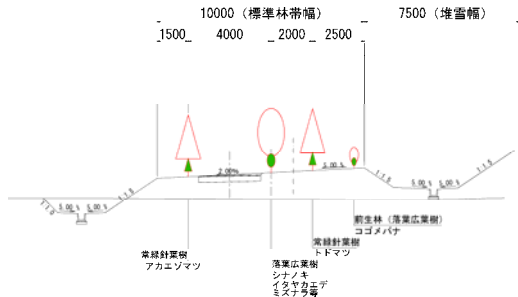 10000（標準林帯幅）
7500（堆雪幅）
1500
4000
2000
2500
2.00%
5.00%
1:1.5
1:1.5
5.00%
5.00%
1:1.0
5.00%
5.00%
1:1.5
前生林（落葉広葉樹）
コゴメバナ
常緑針葉樹
トドマツ
常緑針葉樹
アカエゾマツ
落葉広葉樹
シナノキ
イタヤカエデ
ミズナラ等